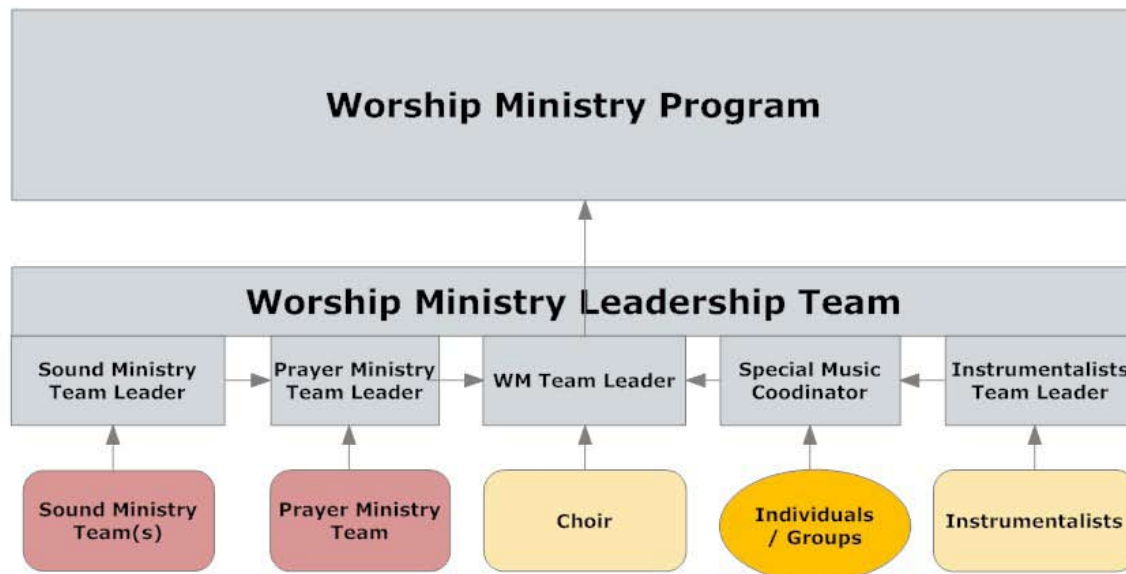 Worship Ministry Program
Worship Ministry Leadership Team
Sound Ministry
Team Leader
Prayer Ministry
Team Leader
WM Team Leader
Special Music
Coodinator
Instrumentalists
Team Leader
Sound Ministry
Team(s)
Prayer Ministry
Team
Choir
Individuals
/ Groups
Instrumentalists